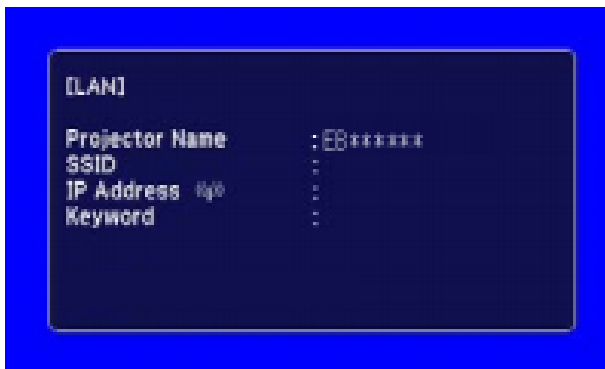 [LAN]
Projector Name :EB******
SSID :
IP Address :
Keyword :